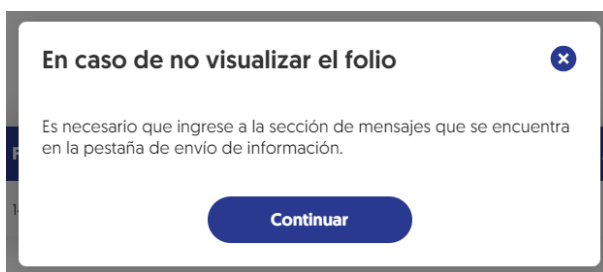 En caso de no visualizar el folio
Es necesario que ingrese a la sección de mensajes que se encuentra
en la pestaña de envío de información.
Continuar